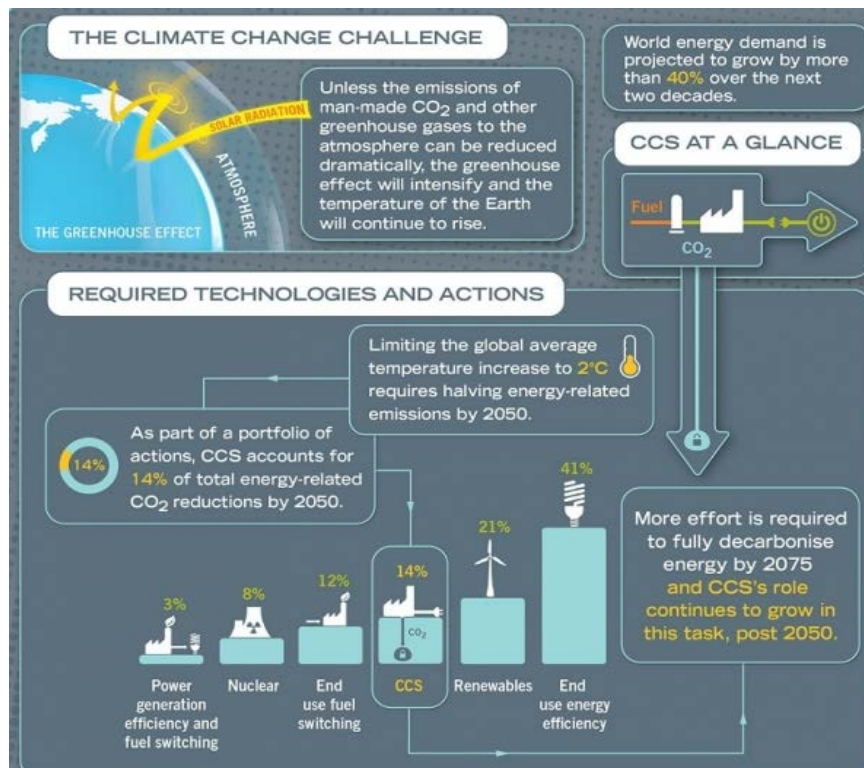 THE CLIMATE CHANGE CHALLENGE
SOLAR RADIATION
ATMOSPHERE
THE GREENHOUSE EFFECT
Unless the emissions of
man-made CO₂ and other
greenhouse gases to the
atmosphere can be reduced
dramatically, the greenhouse
effect will intensify and the
temperature of the Earth
will continue to rise.
World energy demand is
projected to grow by more
than 40% over the next
two decades.
CCS AT A GLANCE
Fuel
CO₂
REQUIRED TECHNOLOGIES AND ACTIONS
Limiting the global average
temperature increase to 2°C
requires halving energy-related
emissions by 2050.
14%
As part of a portfolio of
actions, CCS accounts for
14% of total energy-related
CO₂ reductions by 2050.
3%
Power
generation
efficiency and
fuel switching
8%
Nuclear
12%
End
use fuel
switching
14%
CO₂
CCS
21%
Renewables
41%
End
use energy
efficiency
More effort is required
to fully decarbonise
energy by 2075
and CCS's role
continues to grow in
this task, post 2050.